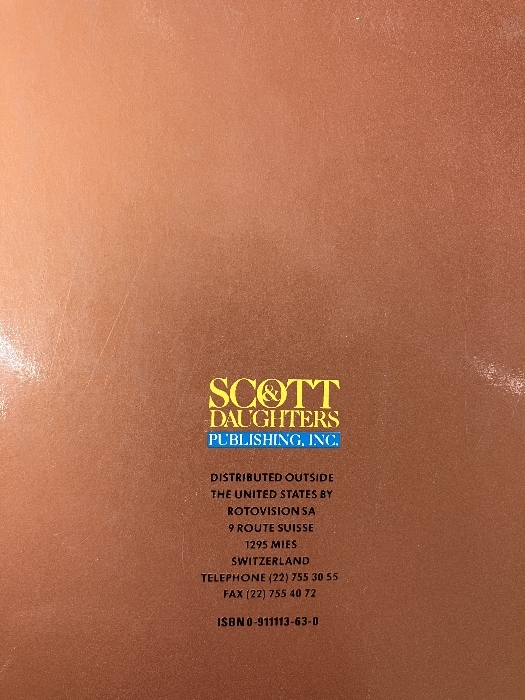 SCOTT
&
DAUGHTERS
PUBLISHING, INC.
DISTRIBUTED OUTSIDE
THE UNITED STATES BY
ROTOVISION SA
9 ROUTE SUISSE
1295 MIES
SWITZERLAND
TELEPHONE (22) 755 30 55
FAX (22) 755 40 72
ISBN 0-911113-63-0